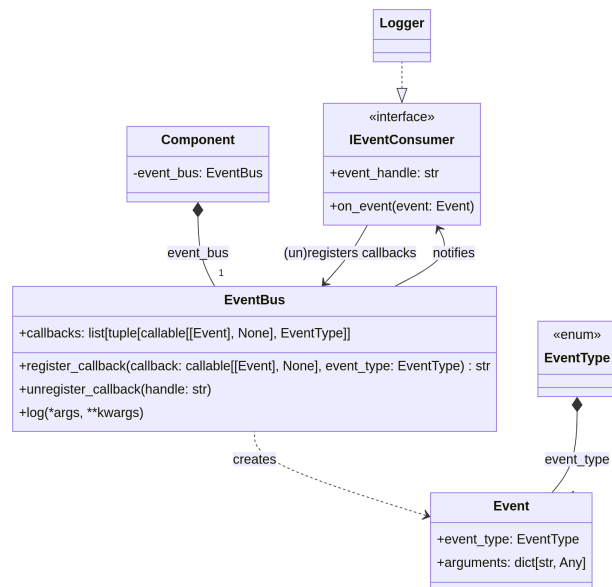 Logger
«interface»
IEventConsumer
+event_handle: str
+on_event(event: Event)
Component
-event_bus: EventBus
event_bus
1
(un)registers callbacks
notifies
EventBus
+callbacks: list[tuple[callable[[Event], None], EventType]]
+register_callback(callback: callable[[Event], None], event_type: EventType) : str
+unregister_callback(handle: str)
+log(*args, **kwargs)
«enum»
EventType
creates
event_type
Event
+event_type: EventType
+arguments: dict[str, Any]